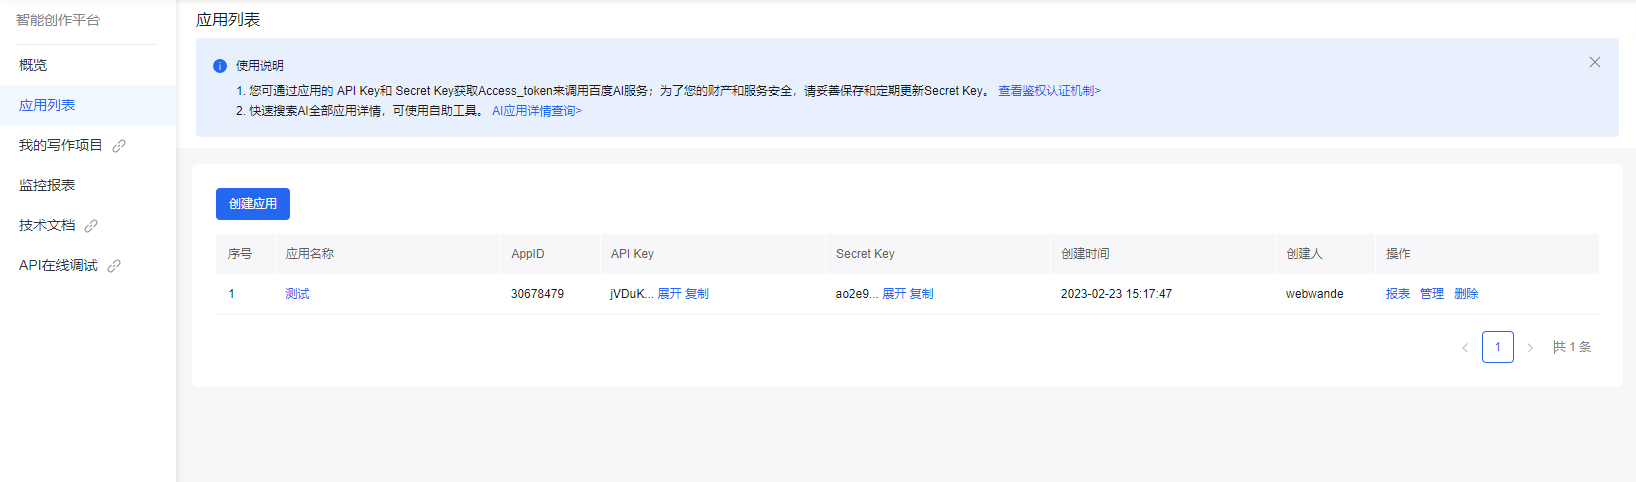 智能创作平台
概览
应用列表
我的写作项目
监控报表
技术文档
API在线调试
应用列表
使用说明
1. 您可通过应用的 API Key和 Secret Key获取Access_token来调用百度AI服务；为了您的财产和服务安全，请妥善保存和定期更新Secret Key。 查看鉴权认证机制>
2. 快速搜索AI全部应用详情，可使用自助工具。 AI应用详情查询>
创建应用
序号 应用名称 AppID API Key Secret Key 创建时间 创建人 操作
1 测试 30678479 jVDuK... 展开 复制 ao2e9... 展开 复制 2023-02-23 15:17:47 webwande 报表 管理 删除
< 1 > 共 1 条